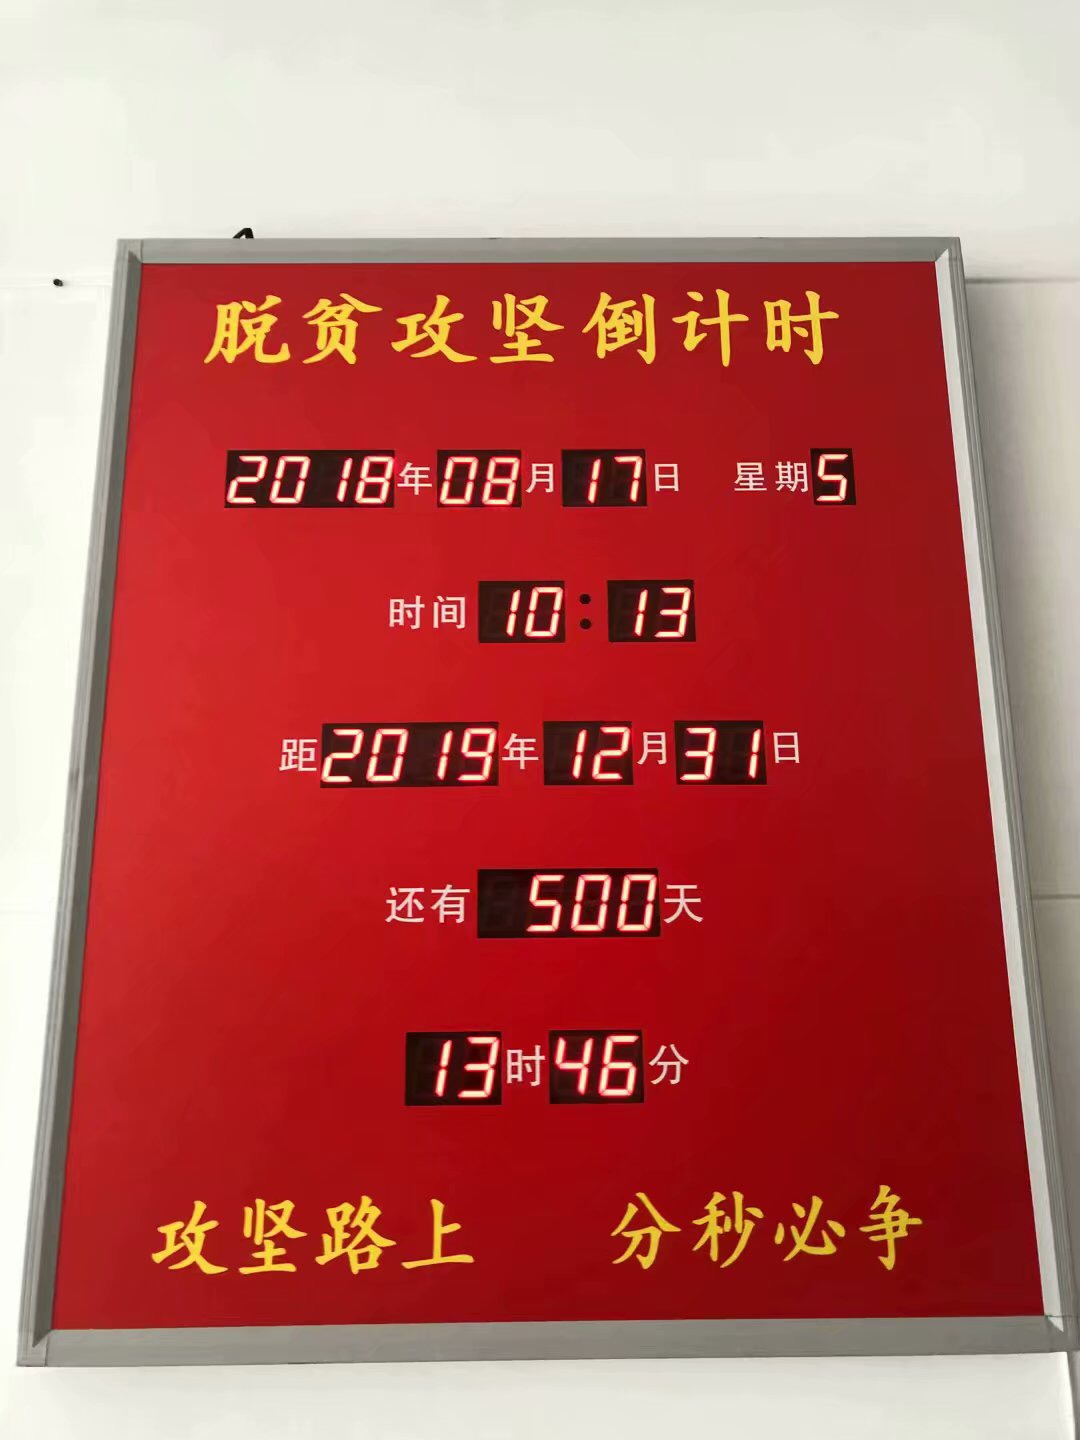 脱贫攻坚倒计时
2018年08月17日 星期5
时间 10:13
距2019年12月31日
还有 500天
13时46分
攻坚路上 分秒必争